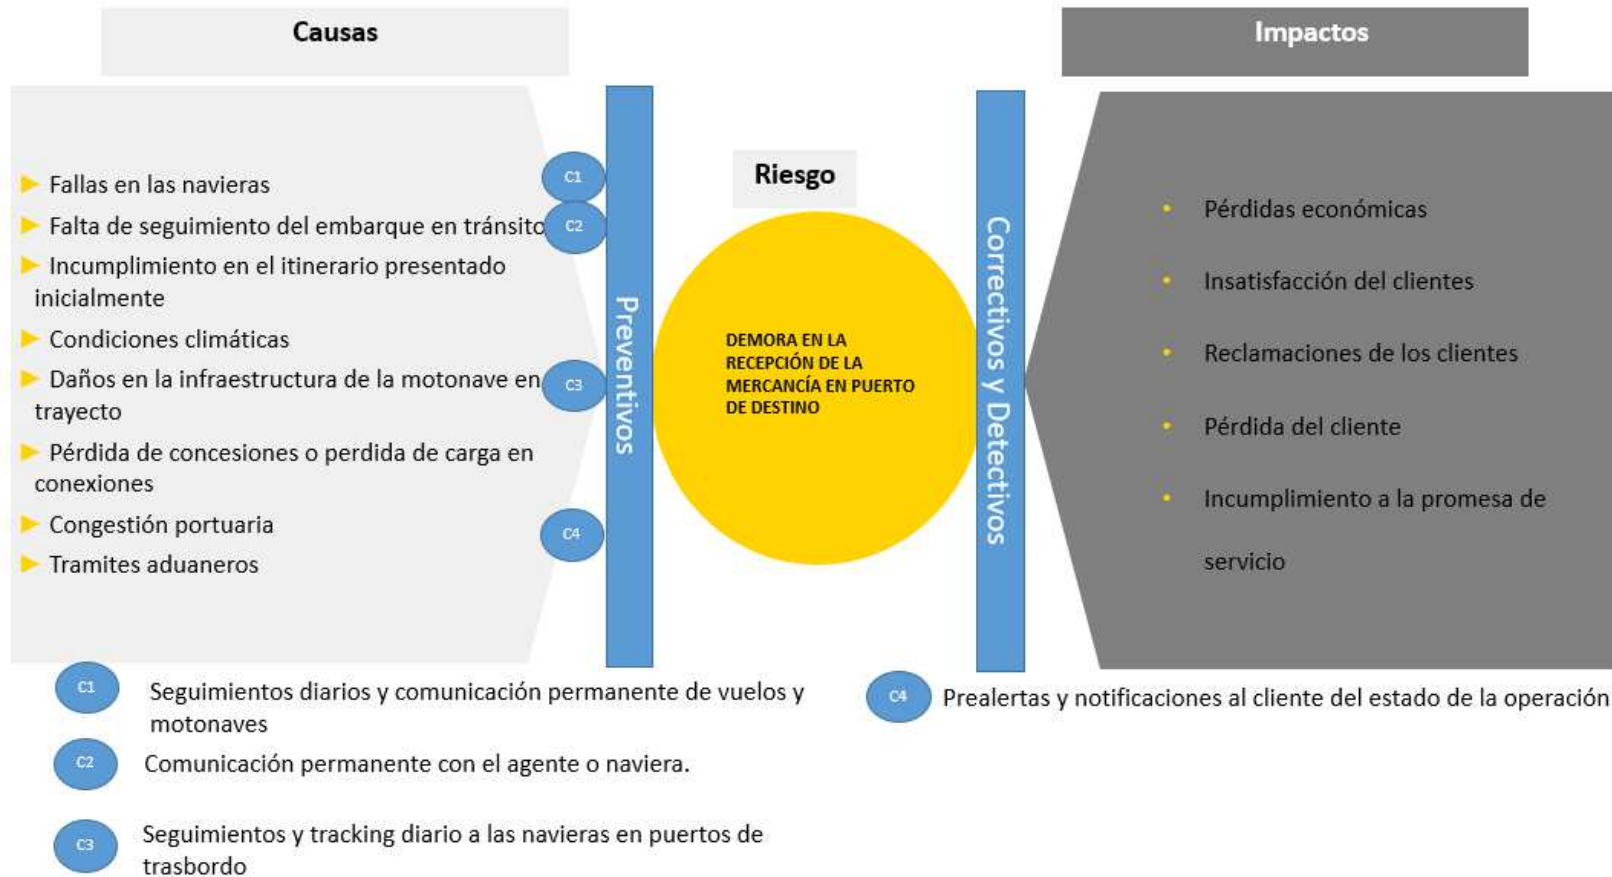 Causas
Impactos
Riesgo
Fallas en las navieras
Falta de seguimiento del embarque en tránsito
Incumplimiento en el itinerario presentado
inicialmente
Condiciones climáticas
Daños en la infraestructura de la motonave en
trayecto
Pérdida de concesiones o perdida de carga en
conexiones
Congestión portuaria
Tramites aduaneros
C1
C2
C3
C4
Preventivos
DEMORA EN LA
RECEPCIÓN DE LA
MERCANCÍA EN PUERTO
DE DESTINO
Correctivos y Detectivos
Pérdidas económicas
Insatisfacción del clientes
Reclamaciones de los clientes
Pérdida del cliente
Incumplimiento a la promesa de
servicio
C1 Seguimientos diarios y comunicación permanente de vuelos y
motonaves
C2 Comunicación permanente con el agente o naviera.
C3 Seguimientos y tracking diario a las navieras en puertos de
trasbordo
C4 Prealertas y notificaciones al cliente del estado de la operación